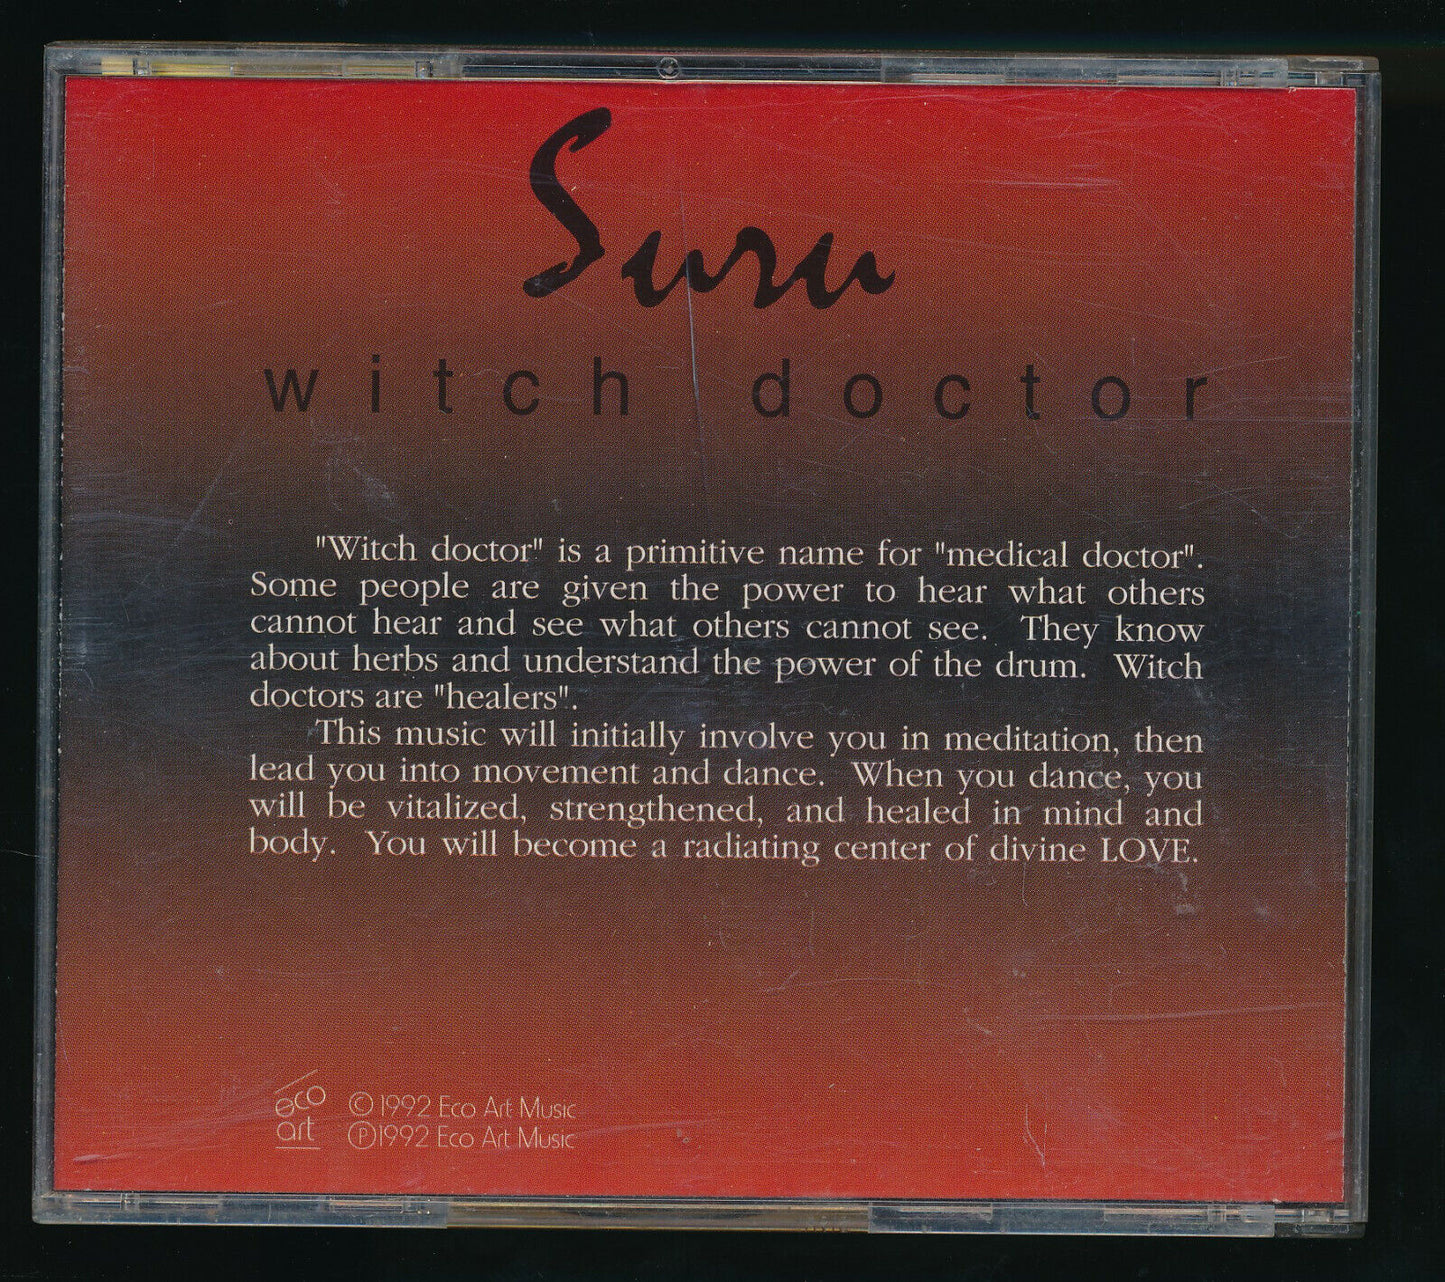 Suru
witch doctor
"Witch doctor" is a primitive name for "medical doctor".
Some people are given the power to hear what others
cannot hear and see what others cannot see. They know
about herbs and understand the power of the drum. Witch
doctors are "healers".
This music will initially involve you in meditation, then
lead you into movement and dance. When you dance, you
will be vitalized, strengthened, and healed in mind and
body. You will become a radiating center of divine LOVE.
eco
art
© 1992 Eco Art Music
℗1992 Eco Art Music